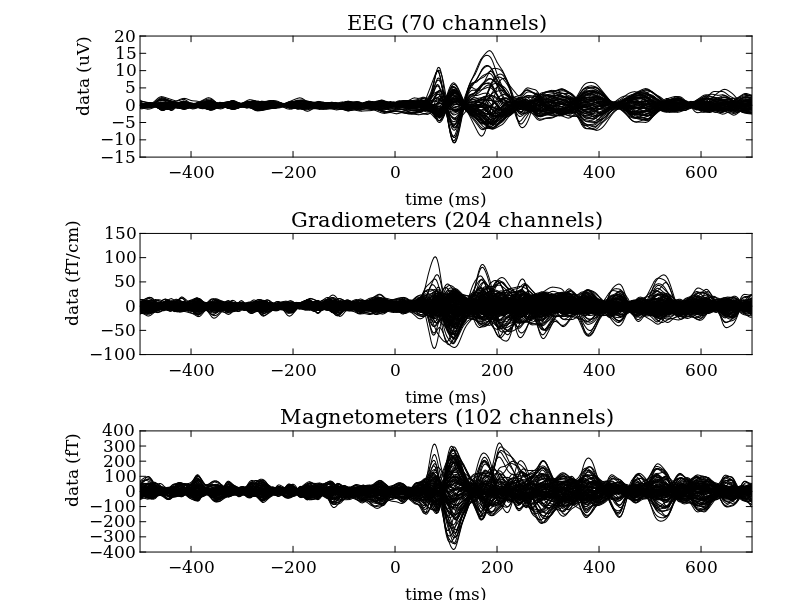 EEG (70 channels)
data (uV)
20
15
10
5
0
−5
−10
−15
−400 −200 0 200 400 600
time (ms)
Gradiometers (204 channels)
data (fT/cm)
150
100
50
0
−50
−100
−400 −200 0 200 400 600
time (ms)
Magnetometers (102 channels)
data (fT)
400
300
200
100
0
−100
−200
−300
−400
−400 −200 0 200 400 600
time (ms)